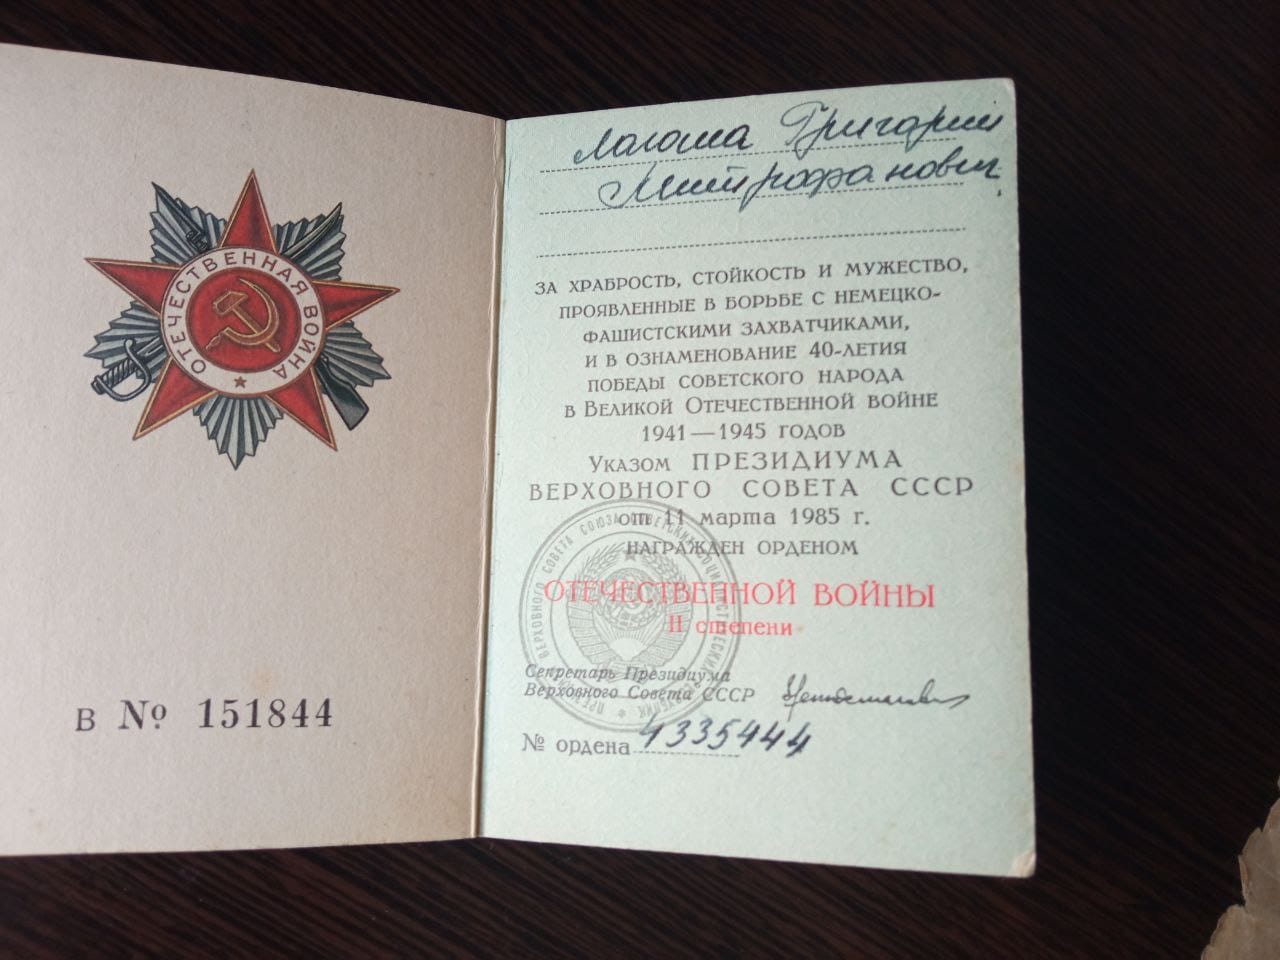 ОТЕЧЕСТВЕННАЯ ВОЙНА
В № 151844
Григорий
Митрофанович
ЗА ХРАБРОСТЬ, СТОЙКОСТЬ И МУЖЕСТВО,
ПРОЯВЛЕННЫЕ В БОРЬБЕ С НЕМЕЦКО-
ФАШИСТСКИМИ ЗАХВАТЧИКАМИ,
И В ОЗНАМЕНОВАНИЕ 40-ЛЕТИЯ
ПОБЕДЫ СОВЕТСКОГО НАРОДА
В ВЕЛИКОЙ ОТЕЧЕСТВЕННОЙ ВОЙНЕ
1941—1945 ГОДОВ
УКАЗОМ ПРЕЗИДИУМА
ВЕРХОВНОГО СОВЕТА СССР
от 11 марта 1985 г.
НАГРАЖДЕН ОРДЕНОМ
ОТЕЧЕСТВЕННОЙ ВОЙНЫ
II степени
Секретарь Президиума
Верховного Совета СССР
№ ордена 4335444